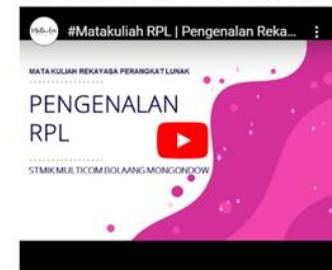 #Matakuliah RPL | Pengenalan Reka...
MATA KULIAH REKAYASA PERANGKAT LUNAK
PENGENALAN
RPL
STMIK MULTICOM BOLAANG MONGONDOW